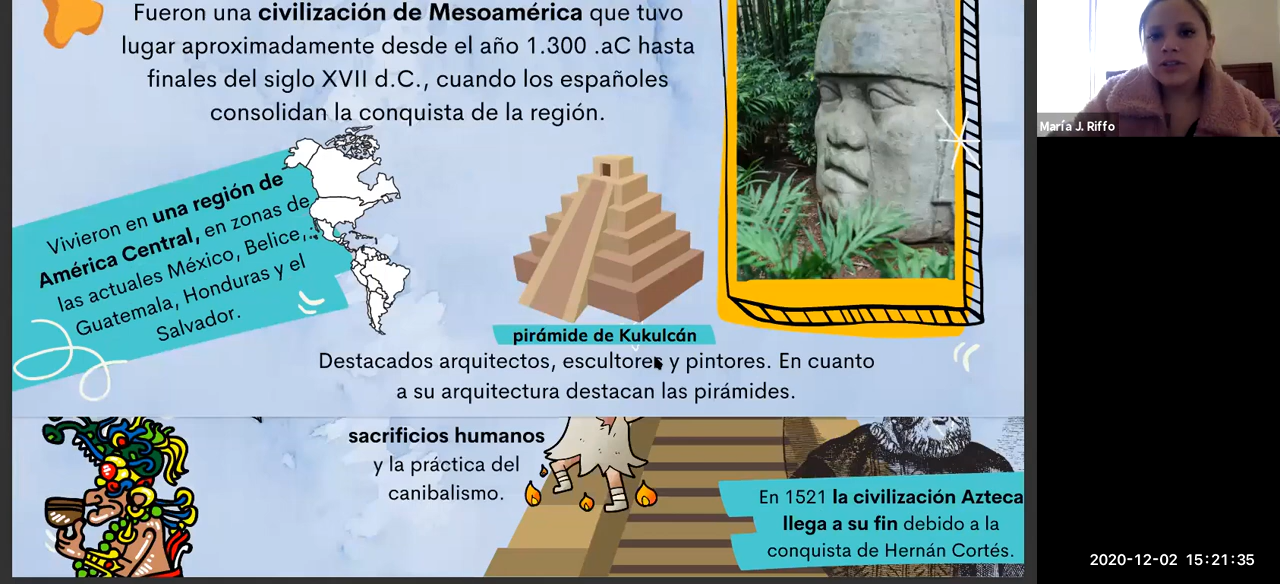 Fueron una civilización de Mesoamérica que tuvo
lugar aproximadamente desde el año 1.300 .aC hasta
finales del siglo XVII d.C., cuando los españoles
consolidan la conquista de la región.
Vivieron en una región de
América Central, en zonas de
las actuales México, Belice,
Guatemala, Honduras y el
Salvador.
pirámide de Kukulcán
Destacados arquitectos, escultores y pintores. En cuanto
a su arquitectura destacan las pirámides.
sacrificios humanos
y la práctica del
canibalismo.
En 1521 la civilización Azteca
llega a su fin debido a la
conquista de Hernán Cortés.
María J. Riffo
2020-12-02 15:21:35